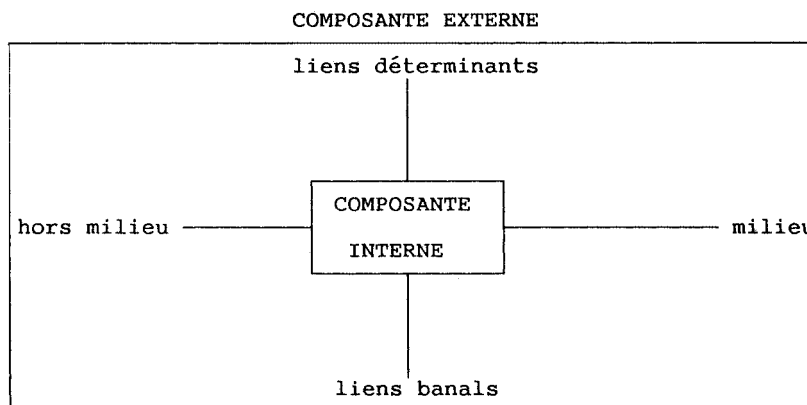 COMPOSANTE EXTERNE
liens déterminants
COMPOSANTE
hors milieu
milieu
INTERNE
liens banals